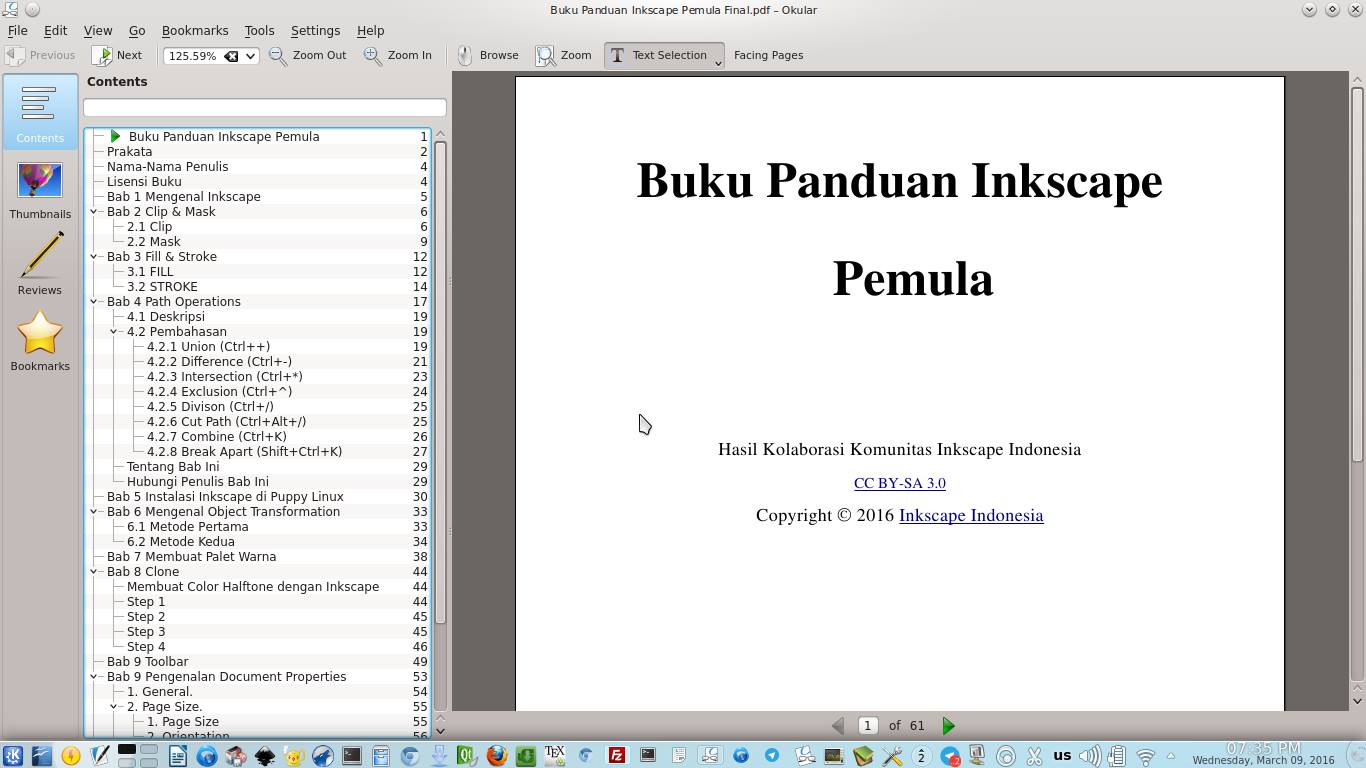 Buku Panduan Inkscape Pemula Final.pdf – Okular
File Edit View Go Bookmarks Tools Settings Help
Previous Next 125.59% Zoom Out Zoom In Browse Zoom Text Selection Facing Pages
Contents
Thumbnails
Reviews
Bookmarks
Contents
Buku Panduan Inkscape Pemula 1
Prakata 2
Nama-Nama Penulis 4
Lisensi Buku 4
Bab 1 Mengenal Inkscape 5
Bab 2 Clip & Mask 6
2.1 Clip 6
2.2 Mask 9
Bab 3 Fill & Stroke 12
3.1 FILL 12
3.2 STROKE 14
Bab 4 Path Operations 17
4.1 Deskripsi 19
4.2 Pembahasan 19
4.2.1 Union (Ctrl++) 19
4.2.2 Difference (Ctrl+-) 21
4.2.3 Intersection (Ctrl+*) 23
4.2.4 Exclusion (Ctrl+^) 24
4.2.5 Divison (Ctrl+/) 25
4.2.6 Cut Path (Ctrl+Alt+/) 25
4.2.7 Combine (Ctrl+K) 26
4.2.8 Break Apart (Shift+Ctrl+K) 27
Tentang Bab Ini 29
Hubungi Penulis Bab Ini 29
Bab 5 Instalasi Inkscape di Puppy Linux 30
Bab 6 Mengenal Object Transformation 33
6.1 Metode Pertama 33
6.2 Metode Kedua 34
Bab 7 Membuat Palet Warna 38
Bab 8 Clone 44
Membuat Color Halftone dengan Inkscape 44
Step 1 44
Step 2 45
Step 3 45
Step 4 46
Bab 9 Toolbar 49
Bab 9 Pengenalan Document Properties 53
1. General. 54
2. Page Size. 55
1. Page Size 55
2. Orientation 56
Buku Panduan Inkscape
Pemula
Hasil Kolaborasi Komunitas Inkscape Indonesia
CC BY-SA 3.0
Copyright © 2016 Inkscape Indonesia
1 of 61
us
07:35 PM
Wednesday, March 09, 2016